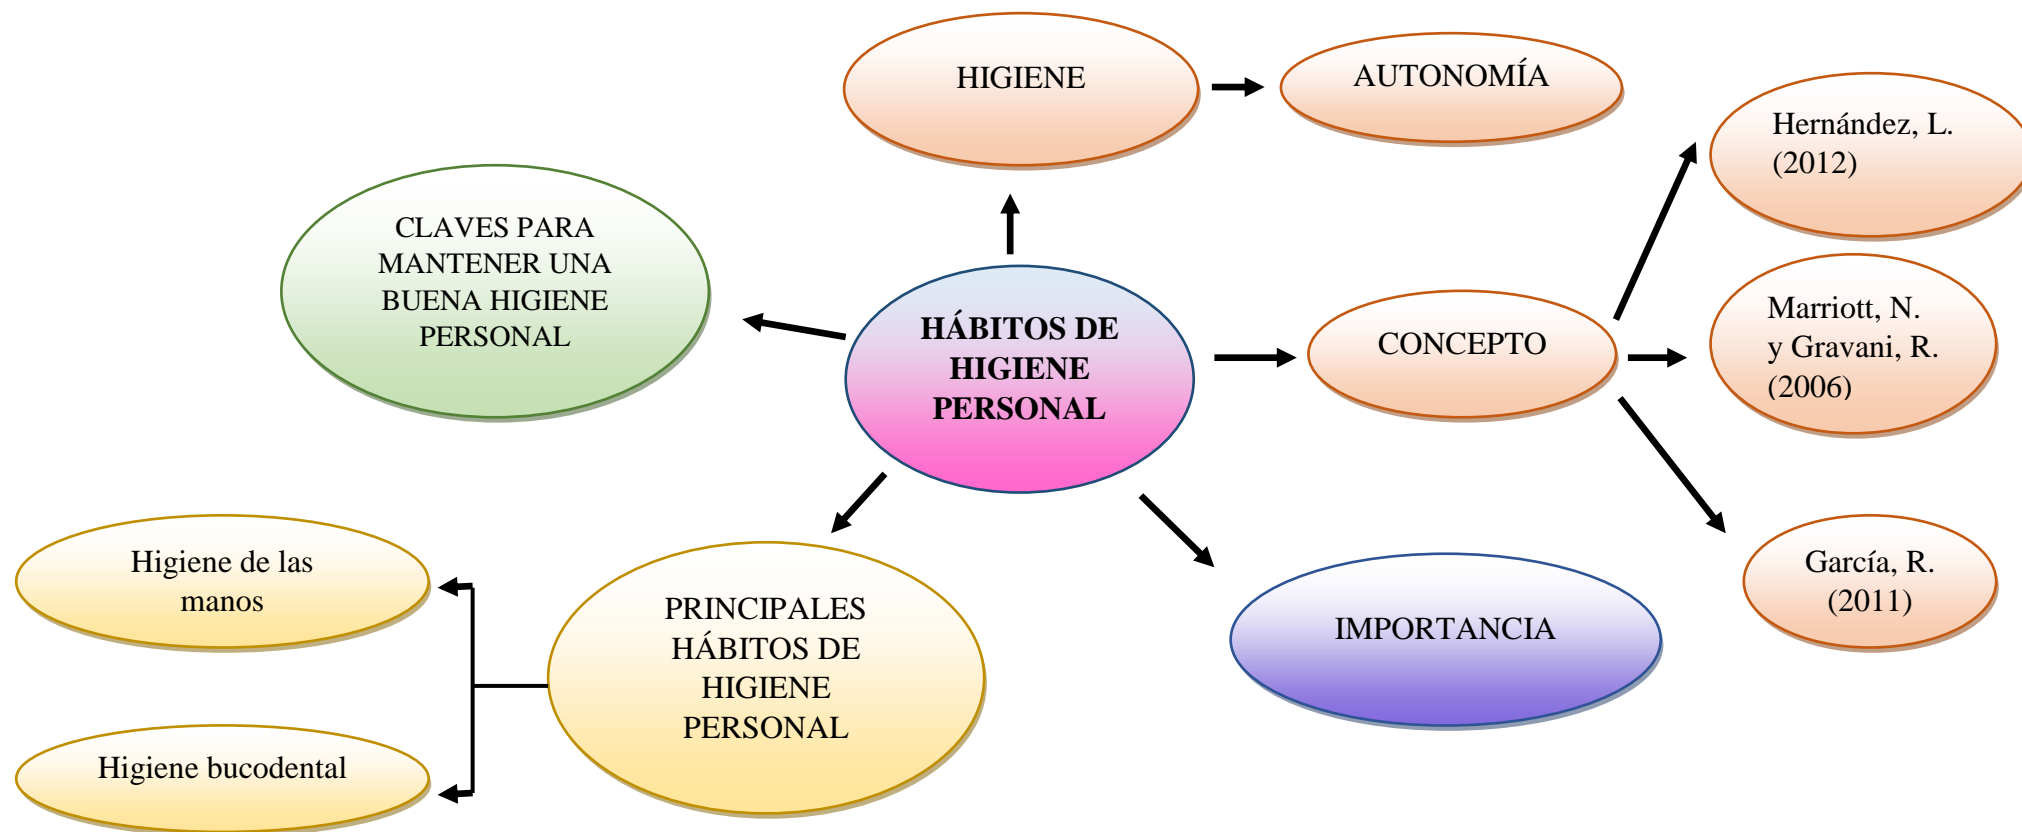 HIGIENE
AUTONOMÍA
Hernández, L.
(2012)
CLAVES PARA
MANTENER UNA
BUENA HIGIENE
PERSONAL
HÁBITOS DE
HIGIENE
PERSONAL
CONCEPTO
Marriott, N.
y Gravani, R.
(2006)
García, R.
(2011)
IMPORTANCIA
PRINCIPALES
HÁBITOS DE
HIGIENE
PERSONAL
Higiene de las
manos
Higiene bucodental